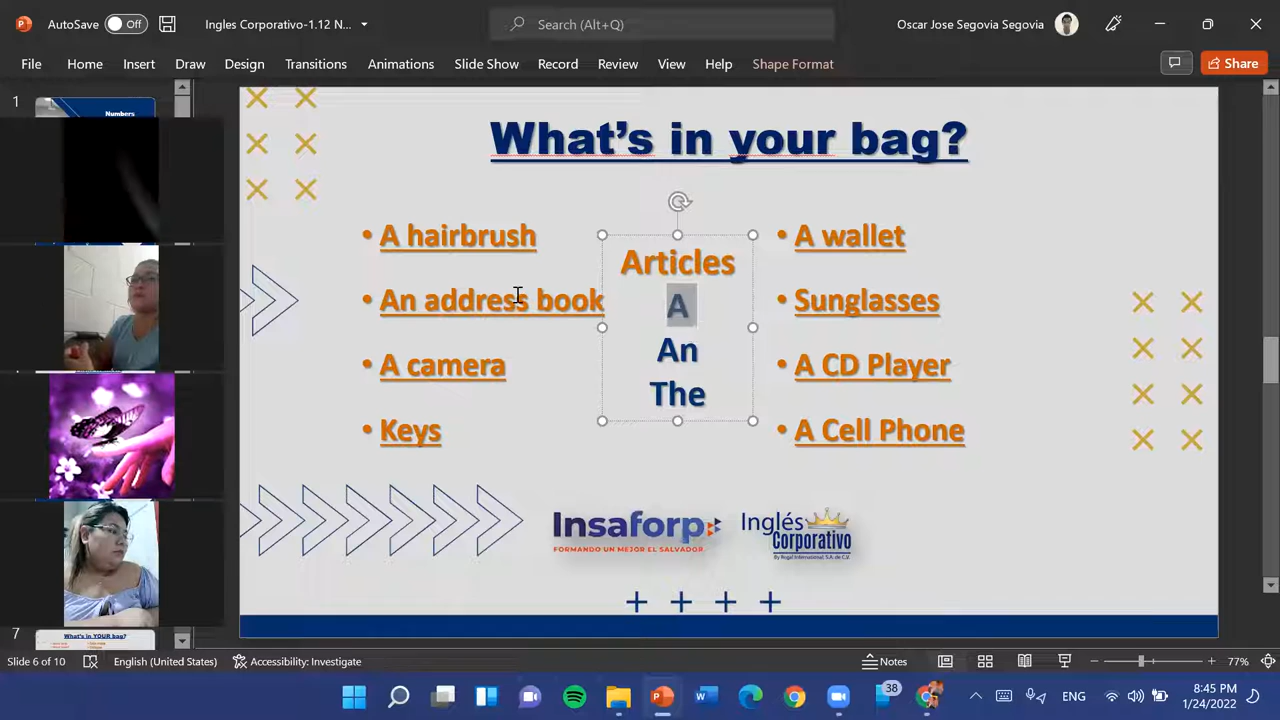 AutoSave Off Ingles Corporativo-1.12 N... Search (Alt+Q) Oscar Jose Segovia Segovia
File Home Insert Draw Design Transitions Animations Slide Show Record Review View Help Shape Format Share
1
Numbers
What's in your bag?
• A hairbrush
• An address book
• A camera
• Keys
Articles
A
An
The
• A wallet
• Sunglasses
• A CD Player
• A Cell Phone
Insaforp
FORMANDO UN MEJOR EL SALVADOR
Inglés
Corporativo
By Regal International, S.A. de C.V.
7
What's in YOUR bag?
Slide 6 of 10 English (United States) Accessibility: Investigate Notes 77%
38
ENG
8:45 PM
1/24/2022